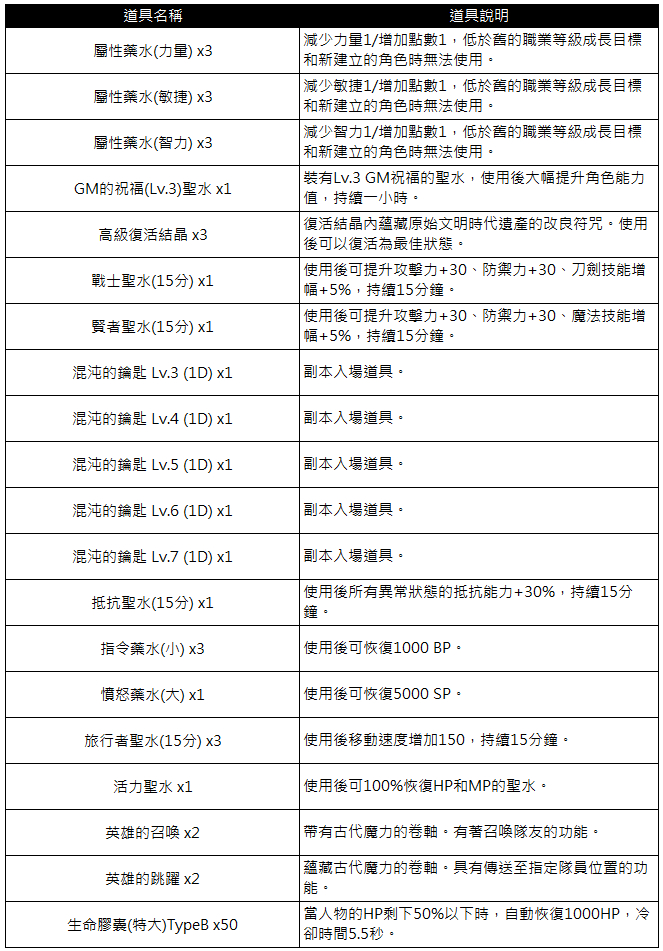 道具名稱
道具說明
屬性藥水(力量) x3
減少力量1/增加點數1，低於舊的職業等級成長目標
和新建立的角色時無法使用。
屬性藥水(敏捷) x3
減少敏捷1/增加點數1，低於舊的職業等級成長目標
和新建立的角色時無法使用。
屬性藥水(智力) x3
減少智力1/增加點數1，低於舊的職業等級成長目標
和新建立的角色時無法使用。
GM的祝福(Lv.3)聖水 x1
裝有Lv.3 GM祝福的聖水，使用後大幅提升角色能力
值，持續一小時。
高級復活結晶 x3
復活結晶內蘊藏原始文明時代遺產的改良符咒。使用
後可以復活為最佳狀態。
戰士聖水(15分) x1
使用後可提升攻擊力+30、防禦力+30、刀劍技能增
幅+5%，持續15分鐘。
賢者聖水(15分) x1
使用後可提升攻擊力+30、防禦力+30、魔法技能增
幅+5%，持續15分鐘。
混沌的鑰匙 Lv.3 (1D) x1
副本入場道具。
混沌的鑰匙 Lv.4 (1D) x1
副本入場道具。
混沌的鑰匙 Lv.5 (1D) x1
副本入場道具。
混沌的鑰匙 Lv.6 (1D) x1
副本入場道具。
混沌的鑰匙 Lv.7 (1D) x1
副本入場道具。
抵抗聖水(15分) x1
使用後所有異常狀態的抵抗能力+30%，持續15分
鐘。
指令藥水(小) x3
使用後可恢復1000 BP。
憤怒藥水(大) x1
使用後可恢復5000 SP。
旅行者聖水(15分) x3
使用後移動速度增加150，持續15分鐘。
活力聖水 x1
使用後可100%恢復HP和MP的聖水。
英雄的召喚 x2
帶有古代魔力的卷軸。有著召喚隊友的功能。
英雄的跳躍 x2
蘊藏古代魔力的卷軸。具有傳送至指定隊員位置的功
能。
生命膠囊(特大)TypeB x50
當人物的HP剩下50%以下時，自動恢復1000HP，冷
卻時間5.5秒。